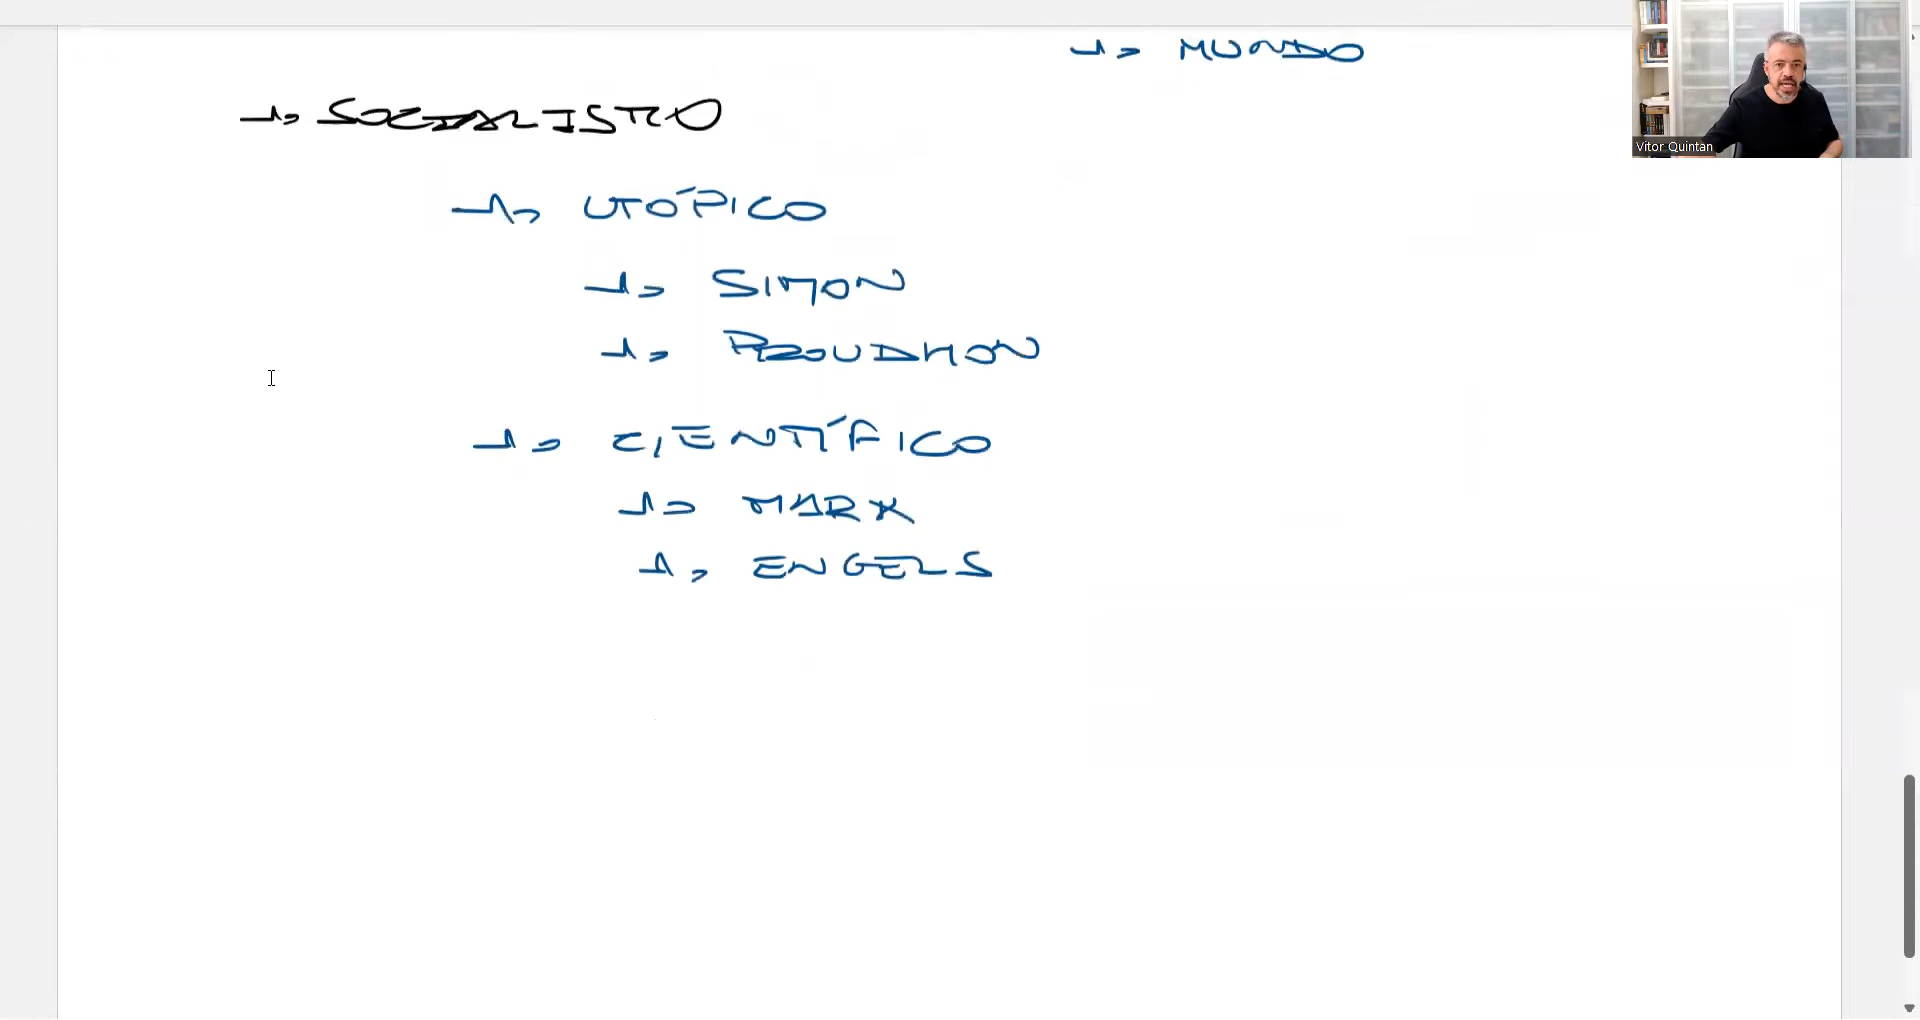 → MUNDO
→ SOCIALISMO
→ UTÓPICO
→ SIMON
→ PROUDHON
→ CIENTÍFICO
→ MARX
→ ENGELS
Vitor Quintan